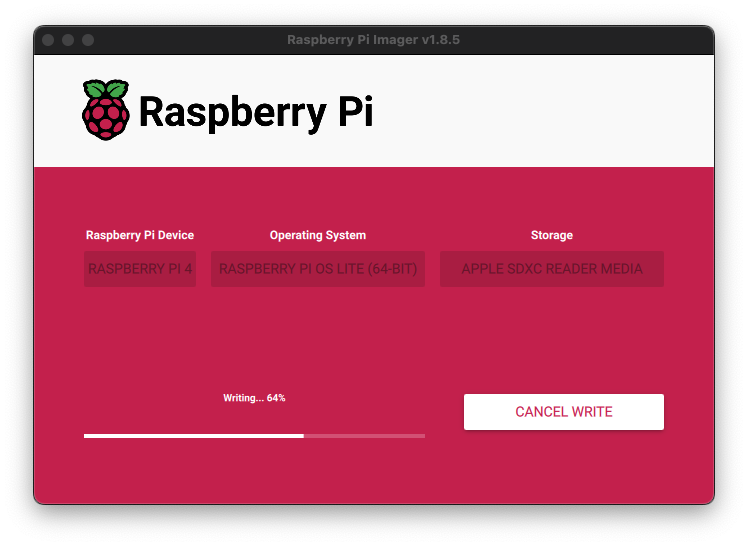 Raspberry Pi Imager v1.8.5
Raspberry Pi
Raspberry Pi Device
Operating System
Storage
RASPBERRY PI 4
RASPBERRY PI OS LITE (64-BIT)
APPLE SDXC READER MEDIA
Writing... 64%
CANCEL WRITE